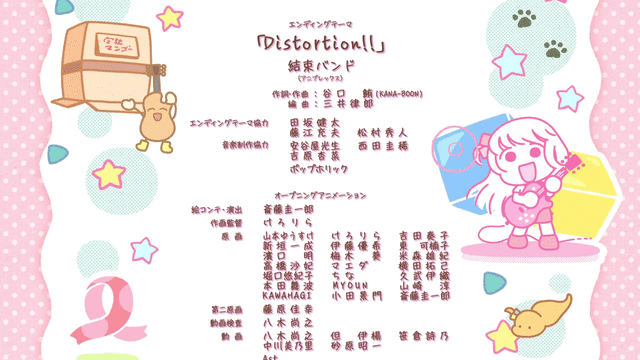 完熟マンゴー
エンディングテーマ
「Distortion!!」
結束バンド
(アニプレックス)
作詞・作曲：谷口 鮪(KANA-BOON)
編曲：三井律郎
エンディングテーマ協力 田坂健太
藤江充夫 松村秀人
音楽制作協力 安谷屋光生 西田圭稀
吉原杏菜
ポップホリック
オープニングアニメーション
絵コンテ・演出 斎藤圭一郎
作画監督 けろりら
原画 山本ゆうすけ けろりら 吉田奏子
新垣一成 伊藤優希 東可楠子
濱口明 梅木葵 米森雄紀
高橋沙妃 マエダ 横田拓己
堀口悠紀子 ちな 久武伊織
本田舞波 MYOUN 山崎淳
KAWAHAGI 小田景門 斎藤圭一郎
第二原画 藤原佳幸
動画検査 八木尚之
動画 八木尚之 但伊楊 笹倉詩乃
中川美乃里 砂原昭一